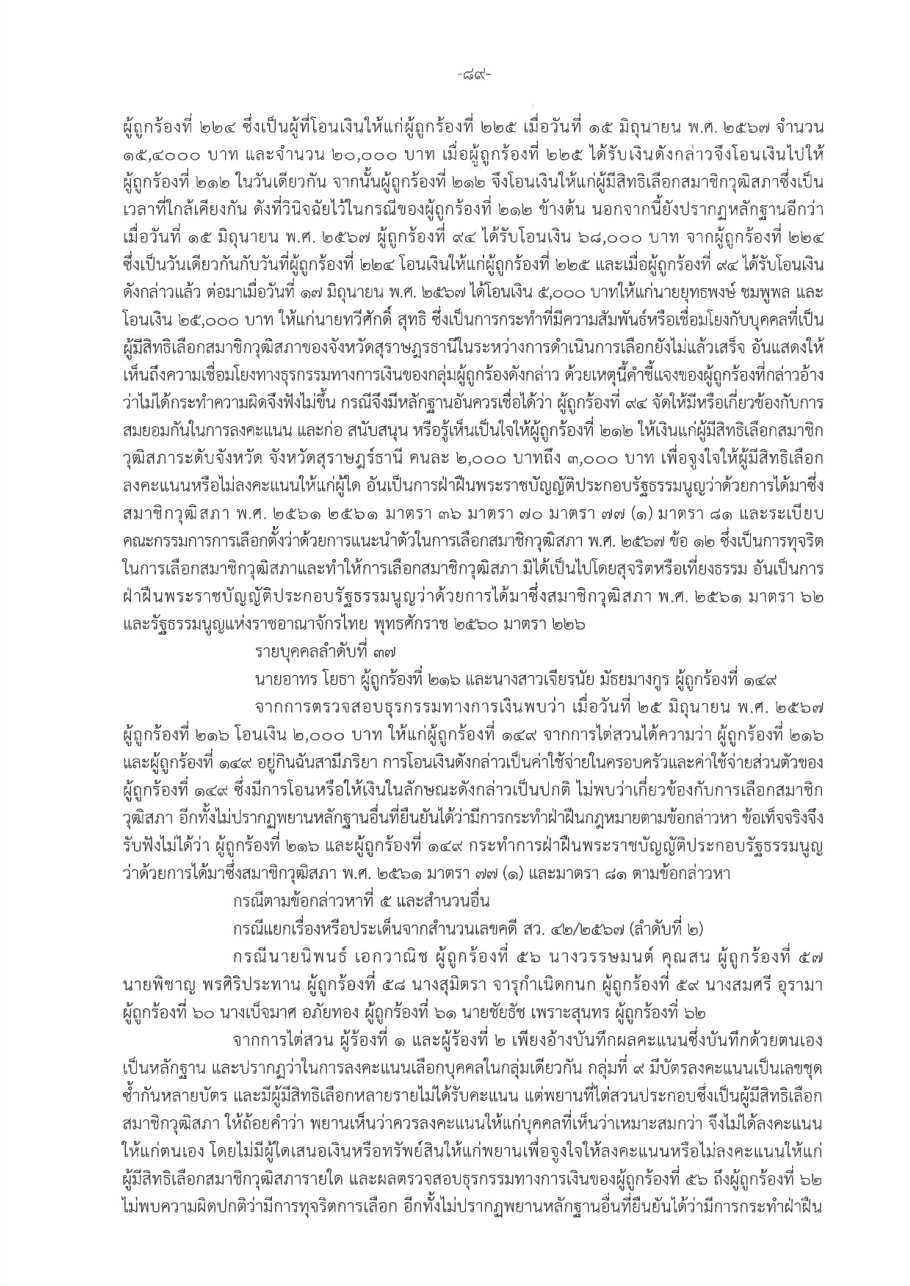 -๘๙-
ผู้ถูกร้องที่ ๒๒๔ ซึ่งเป็นผู้ที่โอนเงินให้แก่ผู้ถูกร้องที่ ๒๒๕ เมื่อวันที่ ๑๕ มิถุนายน พ.ศ. ๒๕๖๗ จำนวน
๑๕,๔๐๐๐ บาท และจำนวน ๒๐,๐๐๐ บาท เมื่อผู้ถูกร้องที่ ๒๒๕ ได้รับเงินดังกล่าวจึงโอนเงินไปให้
ผู้ถูกร้องที่ ๒๑๒ ในวันเดียวกัน จากนั้นผู้ถูกร้องที่ ๒๑๒ จึงโอนเงินให้แก่ผู้มีสิทธิเลือกสมาชิกวุฒิสภาซึ่งเป็น
เวลาที่ใกล้เคียงกัน ดังที่วินิจฉัยไว้ในกรณีของผู้ถูกร้องที่ ๒๑๒ ข้างต้น นอกจากนี้ยังปรากฏหลักฐานอีกว่า
เมื่อวันที่ ๑๕ มิถุนายน พ.ศ. ๒๕๖๗ ผู้ถูกร้องที่ ๙๔ ได้รับโอนเงิน ๖๘,๐๐๐ บาท จากผู้ถูกร้องที่ ๒๒๔
ซึ่งเป็นวันเดียวกันกับวันที่ผู้ถูกร้องที่ ๒๒๔ โอนเงินให้แก่ผู้ถูกร้องที่ ๒๒๕ และเมื่อผู้ถูกร้องที่ ๙๔ ได้รับโอนเงิน
ดังกล่าวแล้ว ต่อมาเมื่อวันที่ ๑๗ มิถุนายน พ.ศ. ๒๕๖๗ ได้โอนเงิน ๕,๐๐๐ บาทให้แก่นายยุทธพงษ์ ชมพูพล และ
โอนเงิน ๒๕,๐๐๐ บาท ให้แก่นายทวีศักดิ์ สุทธิ ซึ่งเป็นการกระทำที่มีความสัมพันธ์หรือเชื่อมโยงกับบุคคลที่เป็น
ผู้มีสิทธิเลือกสมาชิกวุฒิสภาของจังหวัดสุราษฎรธานีในระหว่างการดำเนินการเลือกยังไม่แล้วเสร็จ อันแสดงให้
เห็นถึงความเชื่อมโยงทางธุรกรรมทางการเงินของกลุ่มผู้ถูกร้องดังกล่าว ด้วยเหตุนี้คำชี้แจงของผู้ถูกร้องที่กล่าวอ้าง
ว่าไม่ได้กระทำความผิดจึงฟังไม่ขึ้น กรณีจึงมีหลักฐานอันควรเชื่อได้ว่า ผู้ถูกร้องที่ ๙๔ จัดให้มีหรือเกี่ยวข้องกับการ
สมยอมกันในการลงคะแนน และก่อ สนับสนุน หรือรู้เห็นเป็นใจให้ผู้ถูกร้องที่ ๒๑๒ ให้เงินแก่ผู้มีสิทธิเลือกสมาชิก
วุฒิสภาระดับจังหวัด จังหวัดสุราษฎร์ธานี คนละ ๒,๐๐๐ บาทถึง ๓,๐๐๐ บาท เพื่อจูงใจให้ผู้มีสิทธิเลือก
ลงคะแนนหรือไม่ลงคะแนนให้แก่ผู้ใด อันเป็นการฝ่าฝืนพระราชบัญญัติประกอบรัฐธรรมนูญว่าด้วยการได้มาซึ่ง
สมาชิกวุฒิสภา พ.ศ. ๒๕๖๑ ๒๕๖๑ มาตรา ๓๖ มาตรา ๗๐ มาตรา ๗๗ (๑) มาตรา ๘๑ และระเบียบ
คณะกรรมการการเลือกตั้งว่าด้วยการแนะนำตัวในการเลือกสมาชิกวุฒิสภา พ.ศ. ๒๕๖๗ ข้อ ๑๒ ซึ่งเป็นการทุจริต
ในการเลือกสมาชิกวุฒิสภาและทำให้การเลือกสมาชิกวุฒิสภา มิได้เป็นไปโดยสุจริตหรือเที่ยงธรรม อันเป็นการ
ฝ่าฝืนพระราชบัญญัติประกอบรัฐธรรมนูญว่าด้วยการได้มาซึ่งสมาชิกวุฒิสภา พ.ศ. ๒๕๖๑ มาตรา ๖๒
และรัฐธรรมนูญแห่งราชอาณาจักรไทย พุทธศักราช ๒๕๖๐ มาตรา ๒๒๖
รายบุคคลลำดับที่ ๓๗
นายอาทร โยธา ผู้ถูกร้องที่ ๒๑๖ และนางสาวเจียรนัย มัธยมางกูร ผู้ถูกร้องที่ ๑๔๙
จากการตรวจสอบธุรกรรมทางการเงินพบว่า เมื่อวันที่ ๒๕ มิถุนายน พ.ศ. ๒๕๖๗
ผู้ถูกร้องที่ ๒๑๖ โอนเงิน ๒,๐๐๐ บาท ให้แก่ผู้ถูกร้องที่ ๑๔๙ จากการไต่สวนได้ความว่า ผู้ถูกร้องที่ ๒๑๖
และผู้ถูกร้องที่ ๑๔๙ อยู่กินฉันสามีภริยา การโอนเงินดังกล่าวเป็นค่าใช้จ่ายในครอบครัวและค่าใช้จ่ายส่วนตัวของ
ผู้ถูกร้องที่ ๑๔๙ ซึ่งมีการโอนหรือให้เงินในลักษณะดังกล่าวเป็นปกติ ไม่พบว่าเกี่ยวข้องกับการเลือกสมาชิก
วุฒิสภา อีกทั้งไม่ปรากฏพยานหลักฐานอื่นที่ยืนยันได้ว่ามีการกระทำฝ่าฝืนกฎหมายตามข้อกล่าวหา ข้อเท็จจริงจึง
รับฟังไม่ได้ว่า ผู้ถูกร้องที่ ๒๑๖ และผู้ถูกร้องที่ ๑๔๙ กระทำการฝ่าฝืนพระราชบัญญัติประกอบรัฐธรรมนูญ
ว่าด้วยการได้มาซึ่งสมาชิกวุฒิสภา พ.ศ. ๒๕๖๑ มาตรา ๗๗ (๑) และมาตรา ๘๑ ตามข้อกล่าวหา
กรณีตามข้อกล่าวหาที่ ๕ และสำนวนอื่น
กรณีแยกเรื่องหรือประเด็นจากสำนวนเลขคดี สว. ๔๒/๒๕๖๗ (ลำดับที่ ๒)
กรณีนายนิพนธ์ เอกวาณิช ผู้ถูกร้องที่ ๕๖ นางวรรษมนต์ คุณสน ผู้ถูกร้องที่ ๕๗
นายพิชาญ พรศิริประทาน ผู้ถูกร้องที่ ๕๘ นางสุมิตรา จารุกำเนิดกนก ผู้ถูกร้องที่ ๕๙ นางสมศรี อุรามา
ผู้ถูกร้องที่ ๖๐ นางเบ็จมาศ อภัยทอง ผู้ถูกร้องที่ ๖๑ นายชัยธัช เพราะสุนทร ผู้ถูกร้องที่ ๖๒
จากการไต่สวน ผู้ร้องที่ ๑ และผู้ร้องที่ ๒ เพียงอ้างบันทึกผลคะแนนซึ่งบันทึกด้วยตนเอง
เป็นหลักฐาน และปรากฏว่าในการลงคะแนนเลือกบุคคลในกลุ่มเดียวกัน กลุ่มที่ ๙ มีบัตรลงคะแนนเป็นเลขชุด
ซ้ำกันหลายบัตร และมีผู้มีสิทธิเลือกหลายรายไม่ได้รับคะแนน แต่พยานที่ไต่สวนประกอบซึ่งเป็นผู้มีสิทธิเลือก
สมาชิกวุฒิสภา ให้ถ้อยคำว่า พยานเห็นว่าควรลงคะแนนให้แก่บุคคลที่เห็นว่าเหมาะสมกว่า จึงไม่ได้ลงคะแนน
ให้แก่ตนเอง โดยไม่มีผู้ใดเสนอเงินหรือทรัพย์สินให้แก่พยานเพื่อจูงใจให้ลงคะแนนหรือไม่ลงคะแนนให้แก่
ผู้มีสิทธิเลือกสมาชิกวุฒิสภารายใด และผลตรวจสอบธุรกรรมทางการเงินของผู้ถูกร้องที่ ๕๖ ถึงผู้ถูกร้องที่ ๖๒
ไม่พบความผิดปกติว่ามีการทุจริตการเลือก อีกทั้งไม่ปรากฏพยานหลักฐานอื่นที่ยืนยันได้ว่ามีการกระทำฝ่าฝืน